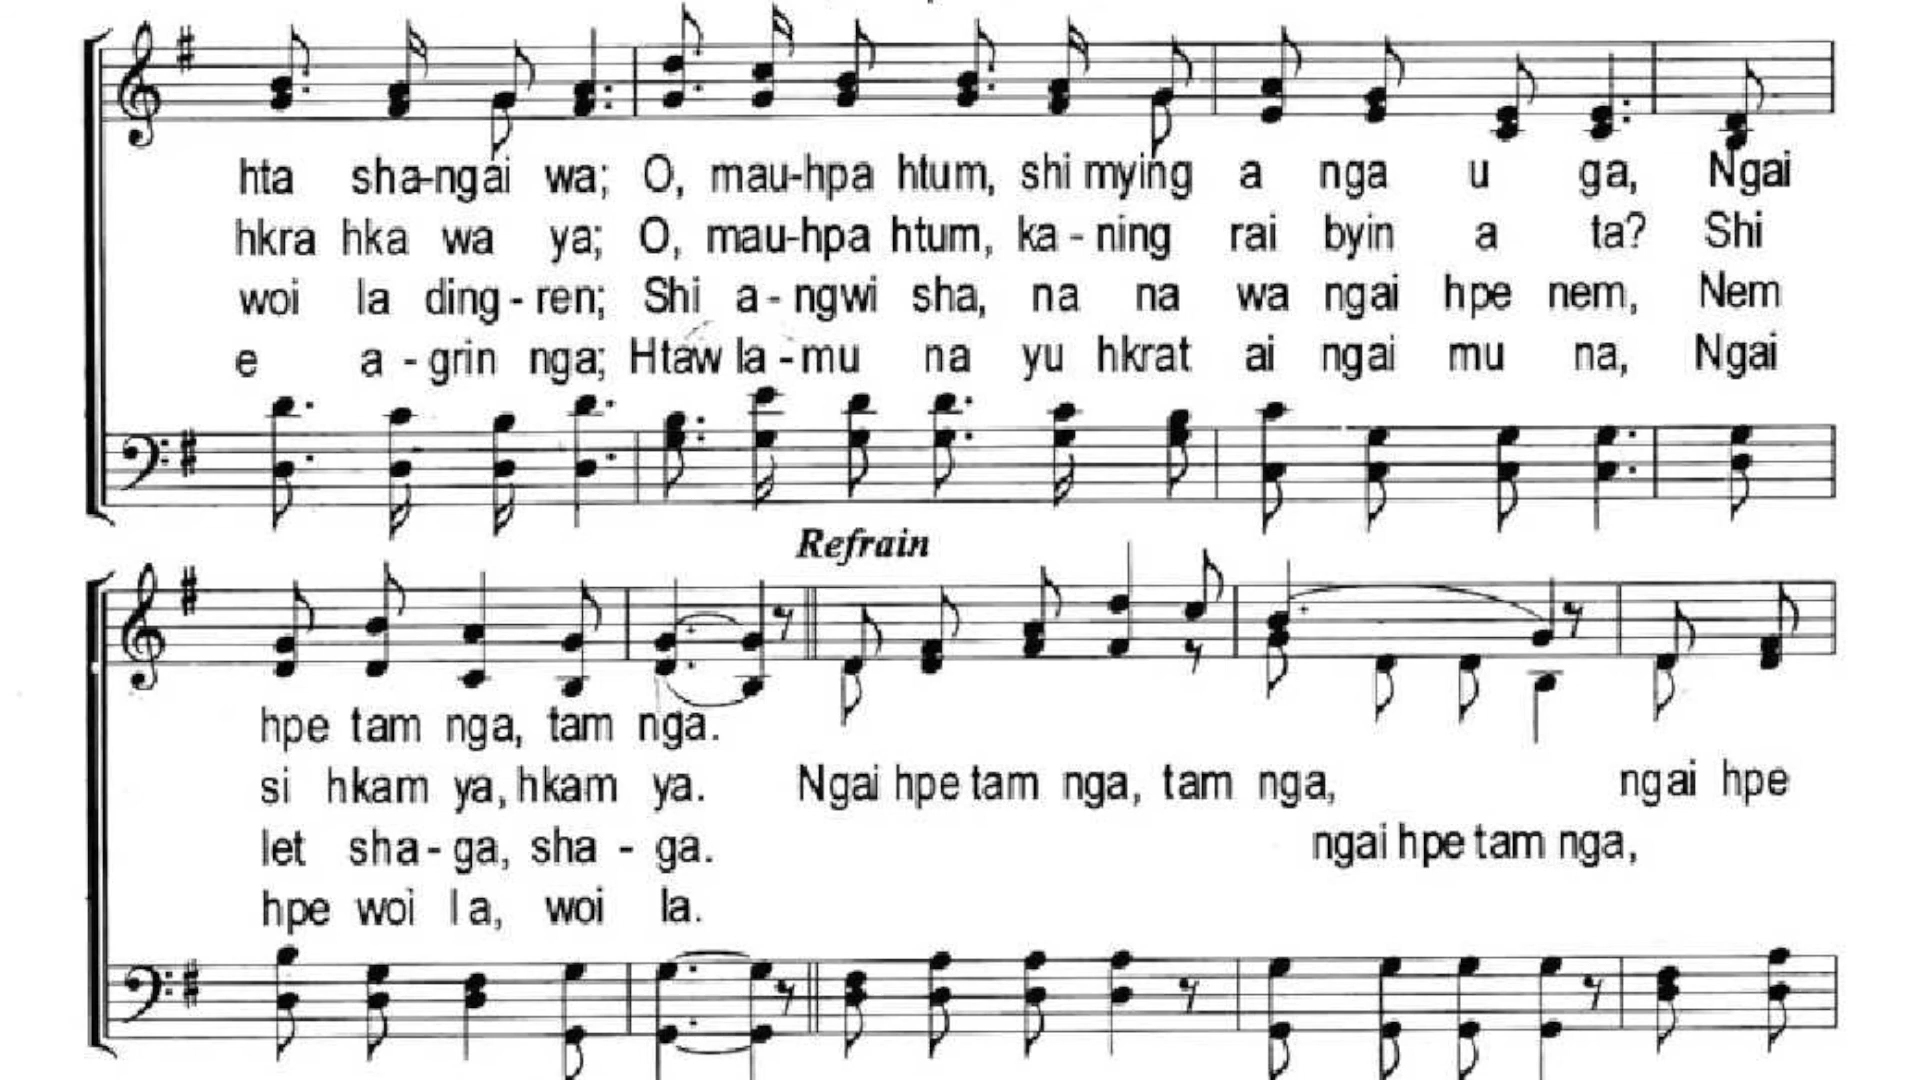 hta sha-ngai wa; O, mau-hpa htum, shi mying a nga u ga, Ngai
hkra hka wa ya; O, mau-hpa htum, ka - ning rai byin a ta? Shi
woi la ding - ren; Shi a - ngwi sha, na na wa ngai hpe nem, Nem
e a - grin nga; Htaw la - mu na yu hkrat ai ngai mu na, Ngai
Refrain
hpe tam nga, tam nga.
si hkam ya, hkam ya. Ngai hpe tam nga, tam nga, ngai hpe
let sha - ga, sha - ga. ngai hpe tam nga,
hpe woi la, woi la.